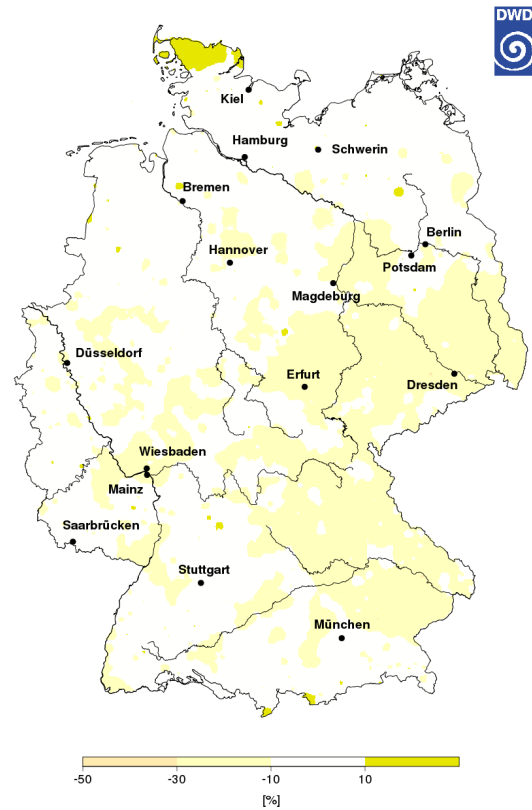 DWD
Kiel
Hamburg
Schwerin
Bremen
Berlin
Hannover
Potsdam
Magdeburg
Düsseldorf
Erfurt
Dresden
Wiesbaden
Mainz
Saarbrücken
Stuttgart
München
-50 -30 -10 10
[%]